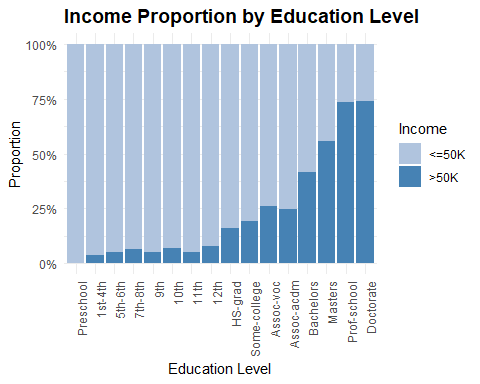 Income Proportion by Education Level
100%
75%
50%
25%
0%
Proportion
Preschool
1st-4th
5th-6th
7th-8th
9th
10th
11th
12th
HS-grad
Some-college
Assoc-voc
Assoc-acdm
Bachelors
Masters
Prof-school
Doctorate
Education Level
Income
<=50K
>50K